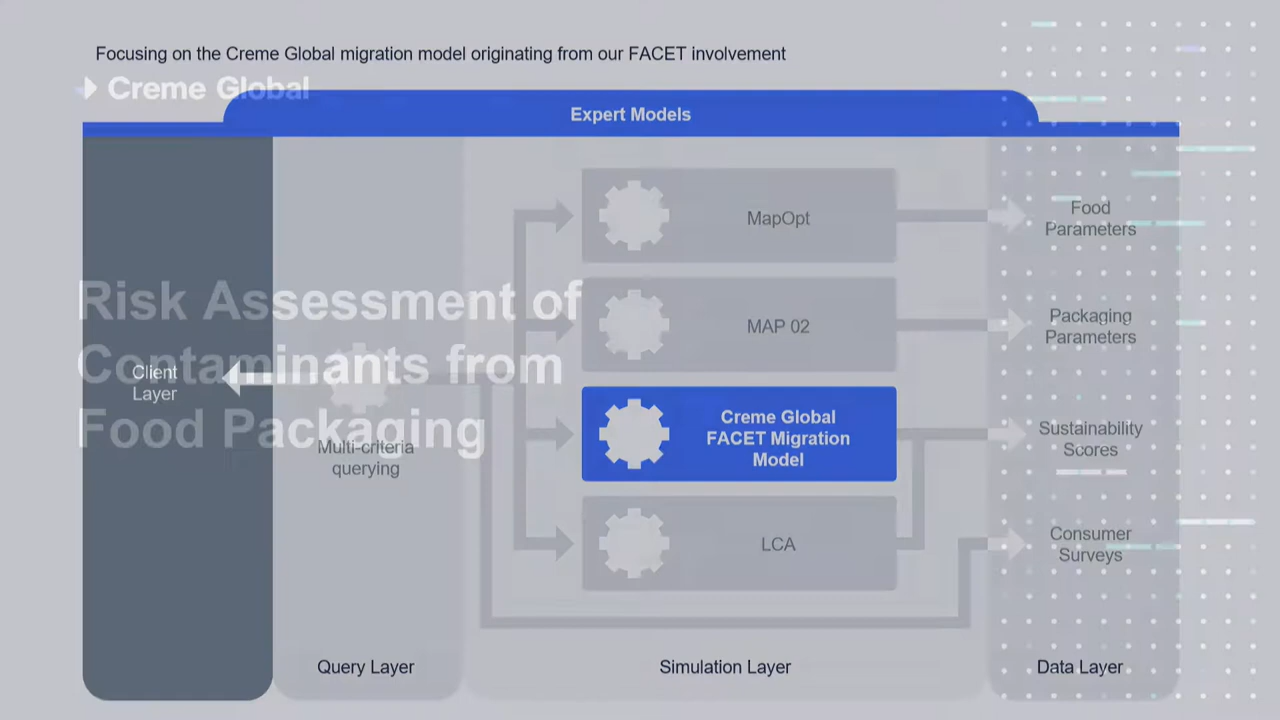 Focusing on the Creme Global migration model originating from our FACET involvement
Creme Global
Expert Models
MapOpt
Food
Parameters
Risk Assessment of
Contaminants from
Food Packaging
MAP 02
Packaging
Parameters
Client
Layer
Multi-criteria
querying
Creme Global
FACET Migration
Model
Sustainability
Scores
LCA
Consumer
Surveys
Query Layer
Simulation Layer
Data Layer